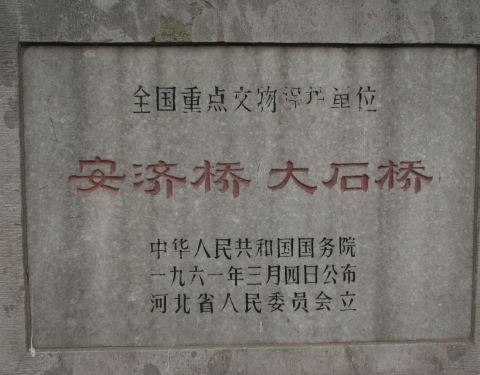 全国重点文物保护单位
安济桥 大石桥
中华人民共和国国务院
一九六一年三月四日公布
河北省人民委员会立